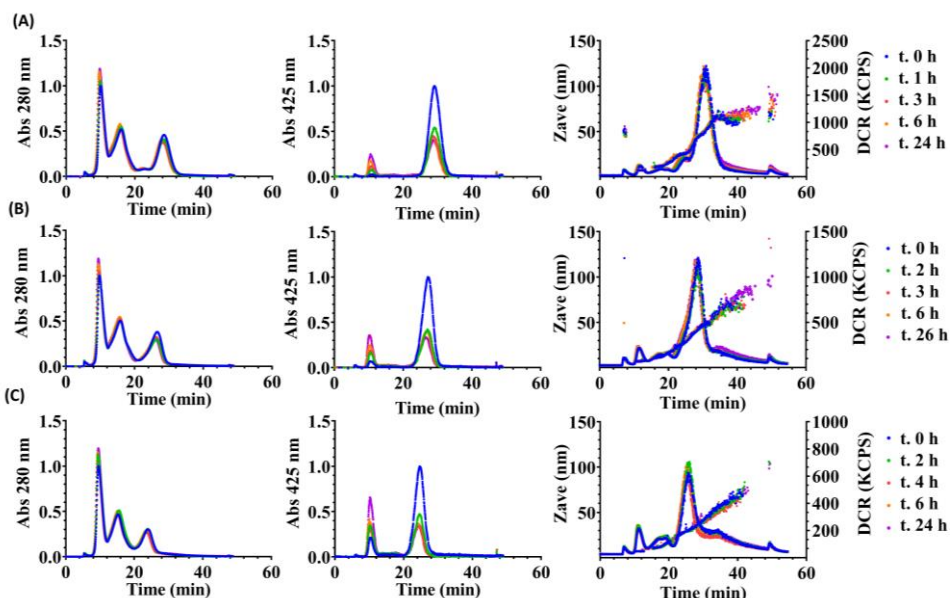 (A)
Abs 280 nm
1.5
1.0
0.5
0.0
0 20 40 60
Time (min)
Abs 425 nm
1.5
1.0
0.5
0.0
0 20 40 60
Time (min)
Zave (nm)
200
150
100
50
0
0 20 40 60
Time (min)
2500
2000
1500
1000
500
DCR (KCPS)
t. 0 h
t. 1 h
t. 3 h
t. 6 h
t. 24 h
(B)
Abs 280 nm
1.5
1.0
0.5
0.0
0 20 40 60
Time (min)
Abs 425 nm
1.5
1.0
0.5
0.0
0 20 40 60
Time (min)
Zave (nm)
150
100
50
0
0 20 40 60
Time (min)
1500
1000
500
DCR (KCPS)
t. 0 h
t. 2 h
t. 3 h
t. 6 h
t. 26 h
(C)
Abs 280 nm
1.5
1.0
0.5
0.0
0 20 40 60
Time (min)
Abs 425 nm
1.5
1.0
0.5
0.0
0 20 40 60
Time (min)
Zave (nm)
150
100
50
0
0 20 40 60
Time (min)
1000
800
600
400
200
DCR (KCPS)
t. 0 h
t. 2 h
t. 4 h
t. 6 h
t. 24 h